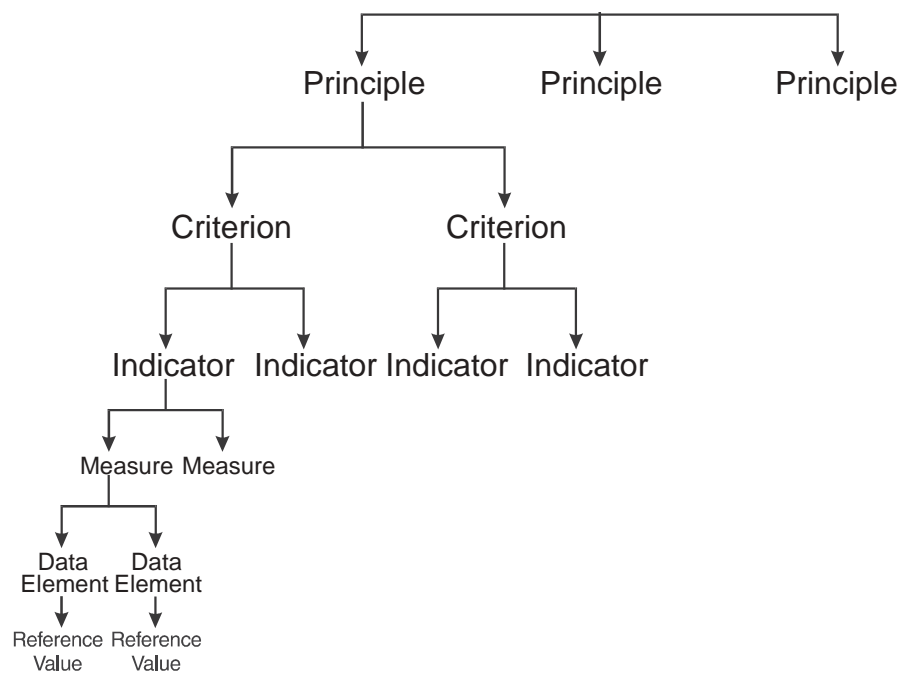 Principle Principle Principle
Criterion Criterion
Indicator Indicator Indicator Indicator
Measure Measure
Data Data
Element Element
Reference Reference
Value Value